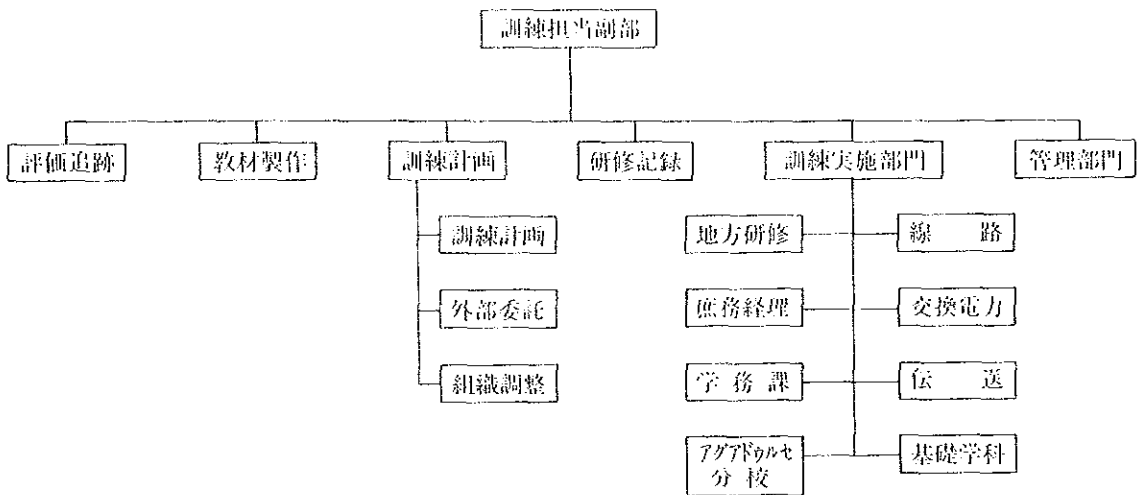 訓練担当副部
評価追跡
教材製作
訓練計画
研修記録
訓練実施部門
管理部門
訓練計画
外部委託
組織調整
地方研修
線 路
庶務経理
交換電力
学 務 課
伝 送
アグアドゥルセ
分 校
基礎学科